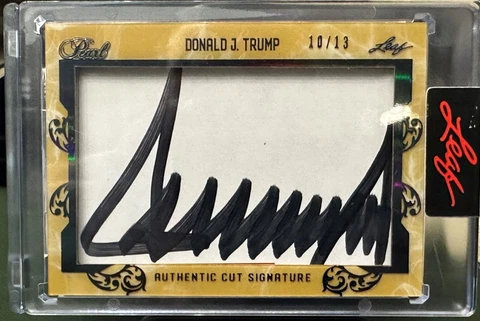 Pearl
DONALD J. TRUMP
10/13
Leaf
Leaf
AUTHENTIC CUT SIGNATURE